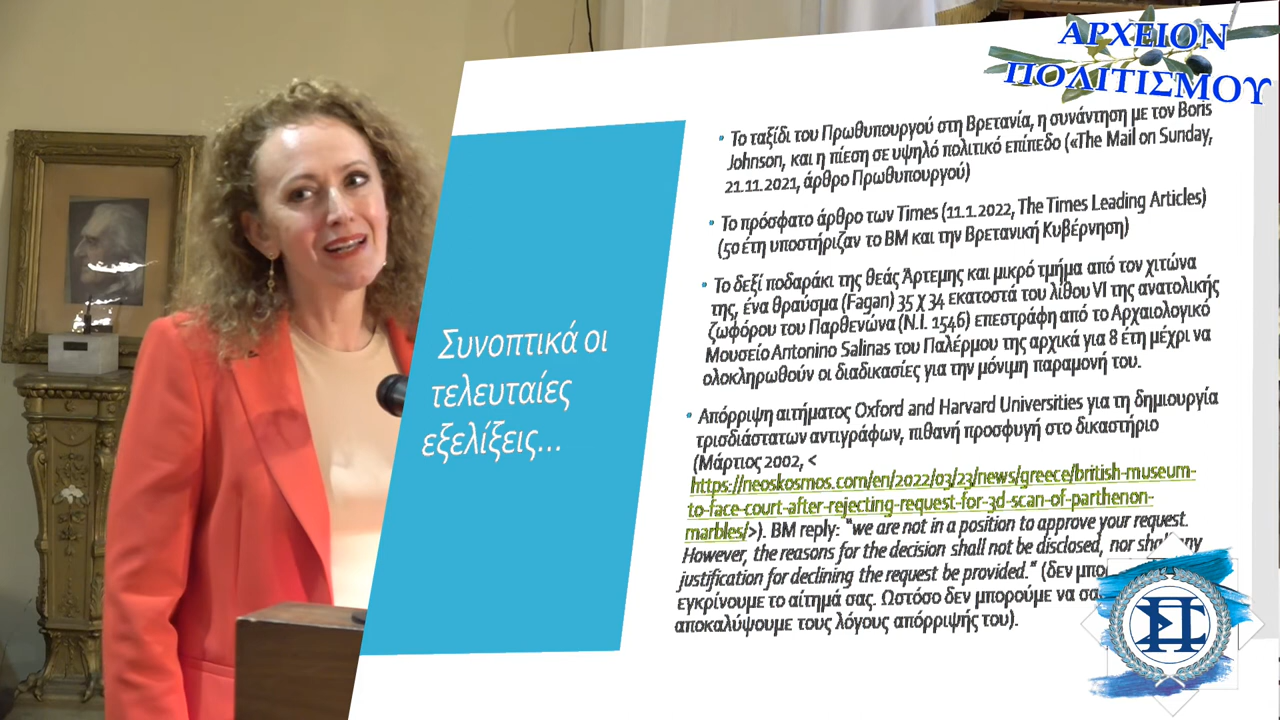 ΑΡΧΕΙΟΝ
ΠΟΛΙΤΙΣΜΟΥ
Συνοπτικά οι
τελευταίες
εξελίξεις...
• Το ταξίδι του Πρωθυπουργού στη Βρετανία, η συνάντηση με τον Boris
Johnson, και η πίεση σε υψηλό πολιτικό επίπεδο («The Mail on Sunday,
21.11.2021, άρθρο Πρωθυπουργού)
• Το πρόσφατο άρθρο των Times (11.1.2022, The Times Leading Articles)
(50 έτη υποστήριζαν το ΒΜ και την Βρετανική Κυβέρνηση)
• Το δεξί ποδαράκι της θεάς Άρτεμης και μικρό τμήμα από τον χιτώνα
της, ένα θραύσμα (Fagan) 35 χ 34 εκατοστά του λίθου VI της ανατολικής
ζωφόρου του Παρθενώνα (N.I. 1546) επεστράφη από το Αρχαιολογικό
Μουσείο Antonino Salinas του Παλέρμου της αρχικά για 8 έτη μέχρι να
ολοκληρωθούν οι διαδικασίες για την μόνιμη παραμονή του.
• Απόρριψη αιτήματος Oxford and Harvard Universities για τη δημιουργία
τρισδιάστατων αντιγράφων, πιθανή προσφυγή στο δικαστήριο
(Μάρτιος 2002, <
https://neoskosmos.com/en/2022/03/23/news/greece/british-museum-
to-face-court-after-rejecting-request-for-3d-scan-of-parthenon-
marbles/>). BM reply: "we are not in a position to approve your request.
However, the reasons for the decision shall not be disclosed, nor shall any
justification for declining the request be provided." (δεν
εγκρίνουμε το αίτημά σας. Ωστόσο δεν μπορούμε να
αποκαλύψουμε τους λόγους απόρριψής του).